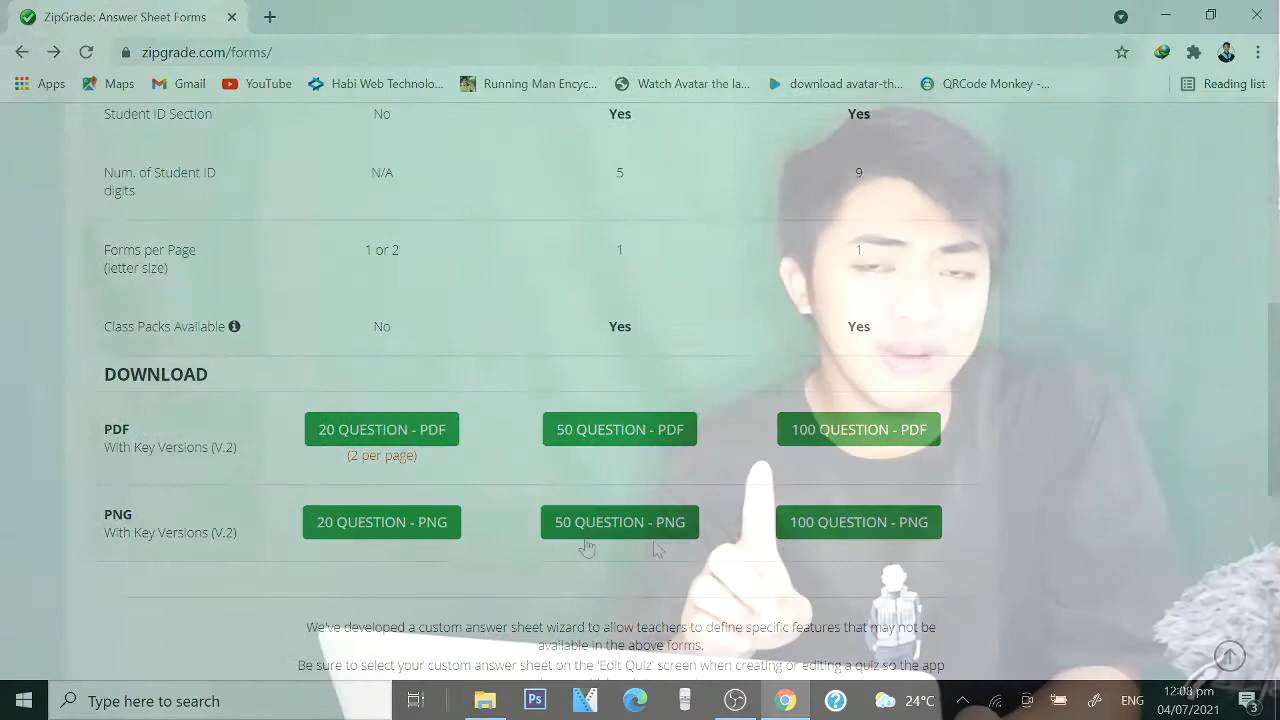 ZipGrade: Answer Sheet Forms
zipgrade.com/forms/
Apps Maps Gmail YouTube Habi Web Technolo... Running Man Encyc... Watch Avatar the la... download avatar-th... QRCode Monkey -... Reading list
Student ID Section No Yes Yes
Num. of Student ID N/A 5 9
digits
Forms per Page 1 or 2 1 1
(letter size)
Class Packs Available No Yes Yes
DOWNLOAD
PDF 20 QUESTION - PDF 50 QUESTION - PDF 100 QUESTION - PDF
With Key Versions (V.2) (2 per page)
PNG 20 QUESTION - PNG 50 QUESTION - PNG 100 QUESTION - PNG
With Key Versions (V.2)
We've developed a custom answer sheet wizard to allow teachers to define specific features that may not be
available in the above forms.
Be sure to select your custom answer sheet on the 'Edit Quiz' screen when creating or editing a quiz so the app
Type here to search Ps 24°C ENG 12:08 pm
04/07/2021 3